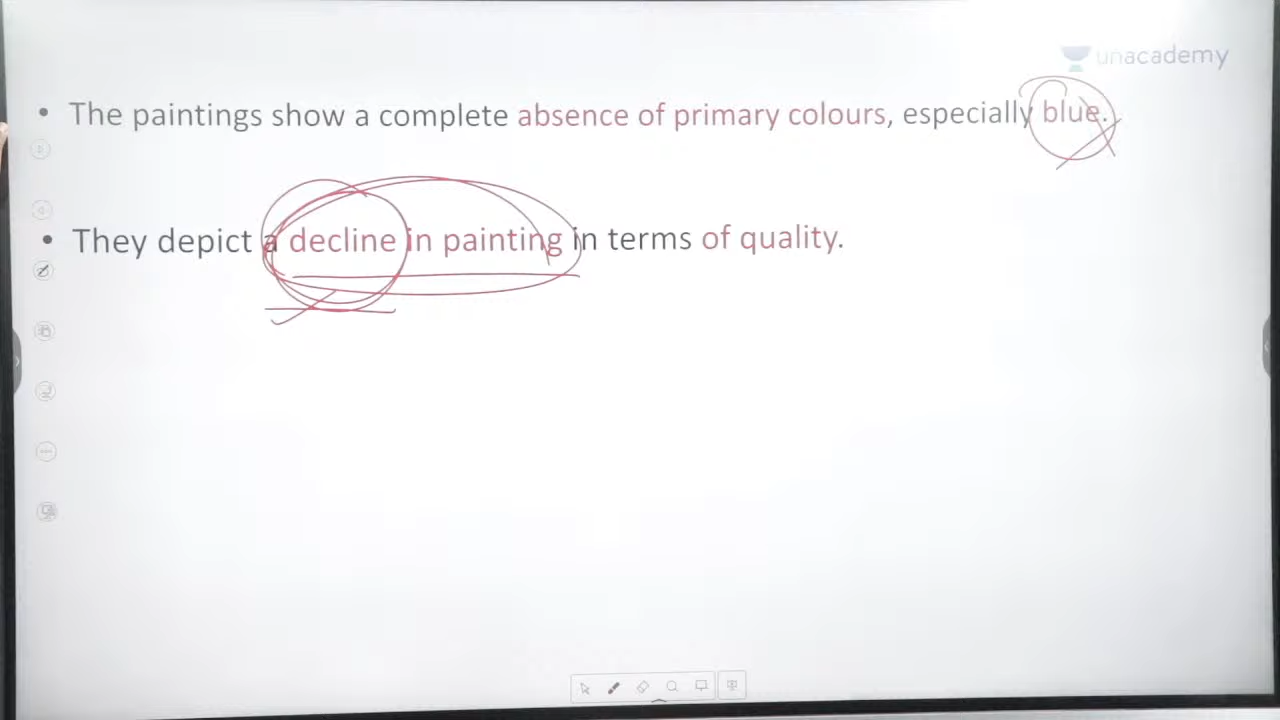 unacademy
• The paintings show a complete absence of primary colours, especially blue.
• They depict a decline in painting in terms of quality.